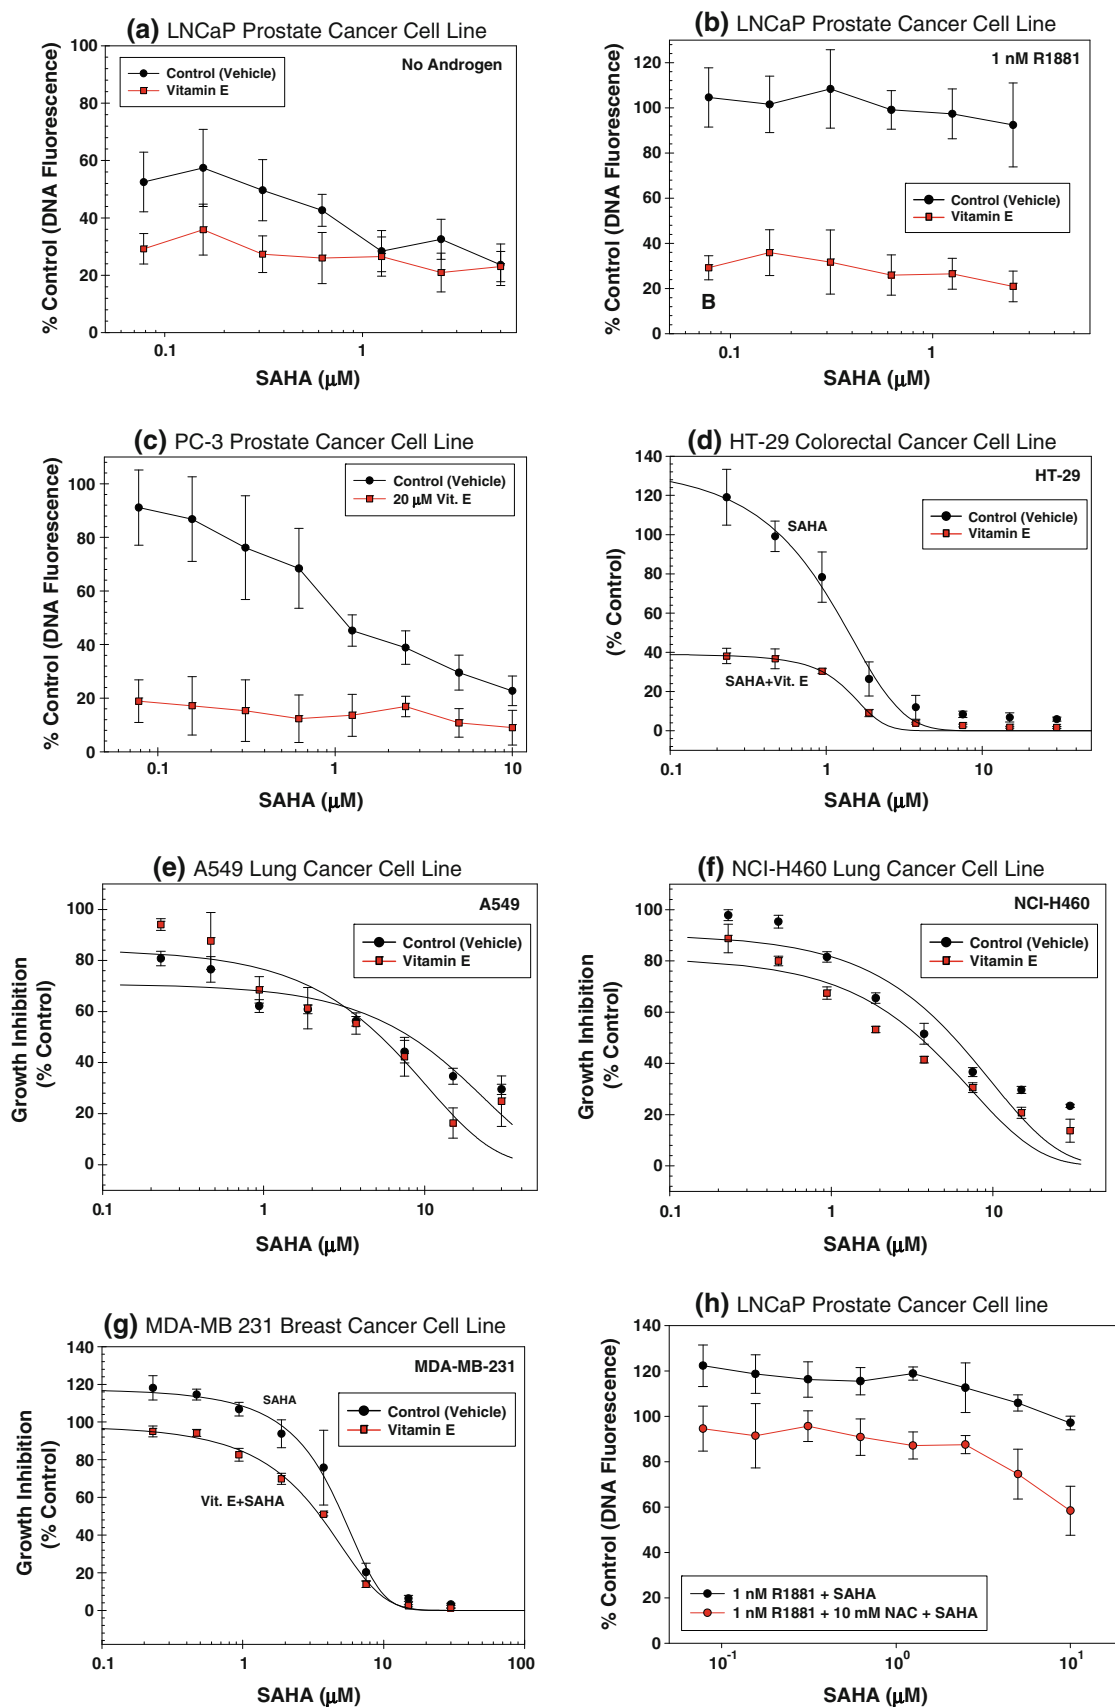 (a) LNCaP Prostate Cancer Cell Line
No Androgen
Control (Vehicle)
Vitamin E
% Control (DNA Fluorescence)
100
80
60
40
20
0
0.1
1
SAHA (µM)
(b) LNCaP Prostate Cancer Cell Line
1 nM R1881
Control (Vehicle)
Vitamin E
B
% Control (DNA Fluorescence)
120
100
80
60
40
20
0
0.1
1
SAHA (µM)
(c) PC-3 Prostate Cancer Cell Line
Control (Vehicle)
20 µM Vit. E
% Control (DNA Fluorescence)
100
80
60
40
20
0
0.1
1
10
SAHA (µM)
(d) HT-29 Colorectal Cancer Cell Line
HT-29
Control (Vehicle)
Vitamin E
SAHA
SAHA+Vit. E
(% Control)
140
120
100
80
60
40
20
0
0.1
1
10
SAHA (µM)
(e) A549 Lung Cancer Cell Line
A549
Control (Vehicle)
Vitamin E
Growth Inhibition
(% Control)
100
80
60
40
20
0
0.1
1
10
SAHA (µM)
(f) NCI-H460 Lung Cancer Cell Line
NCI-H460
Control (Vehicle)
Vitamin E
Growth Inhibition
(% Control)
100
80
60
40
20
0
0.1
1
10
SAHA (µM)
(g) MDA-MB 231 Breast Cancer Cell Line
MDA-MB-231
Control (Vehicle)
Vitamin E
SAHA
Vit. E+SAHA
Growth Inhibition
(% Control)
140
120
100
80
60
40
20
0
0.1
1
10
100
SAHA (µM)
(h) LNCaP Prostate Cancer Cell line
1 nM R1881 + SAHA
1 nM R1881 + 10 mM NAC + SAHA
% Control (DNA Fluorescence)
140
120
100
80
60
40
20
0
10⁻¹
10⁰
10¹
SAHA (µM)